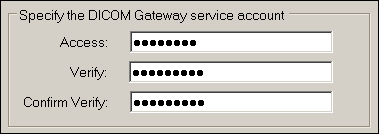 Specify the DICOM Gateway service account
Access: ●●●●●●●●
Verify: ●●●●●●●●●
Confirm Verify: ●●●●●●●●●